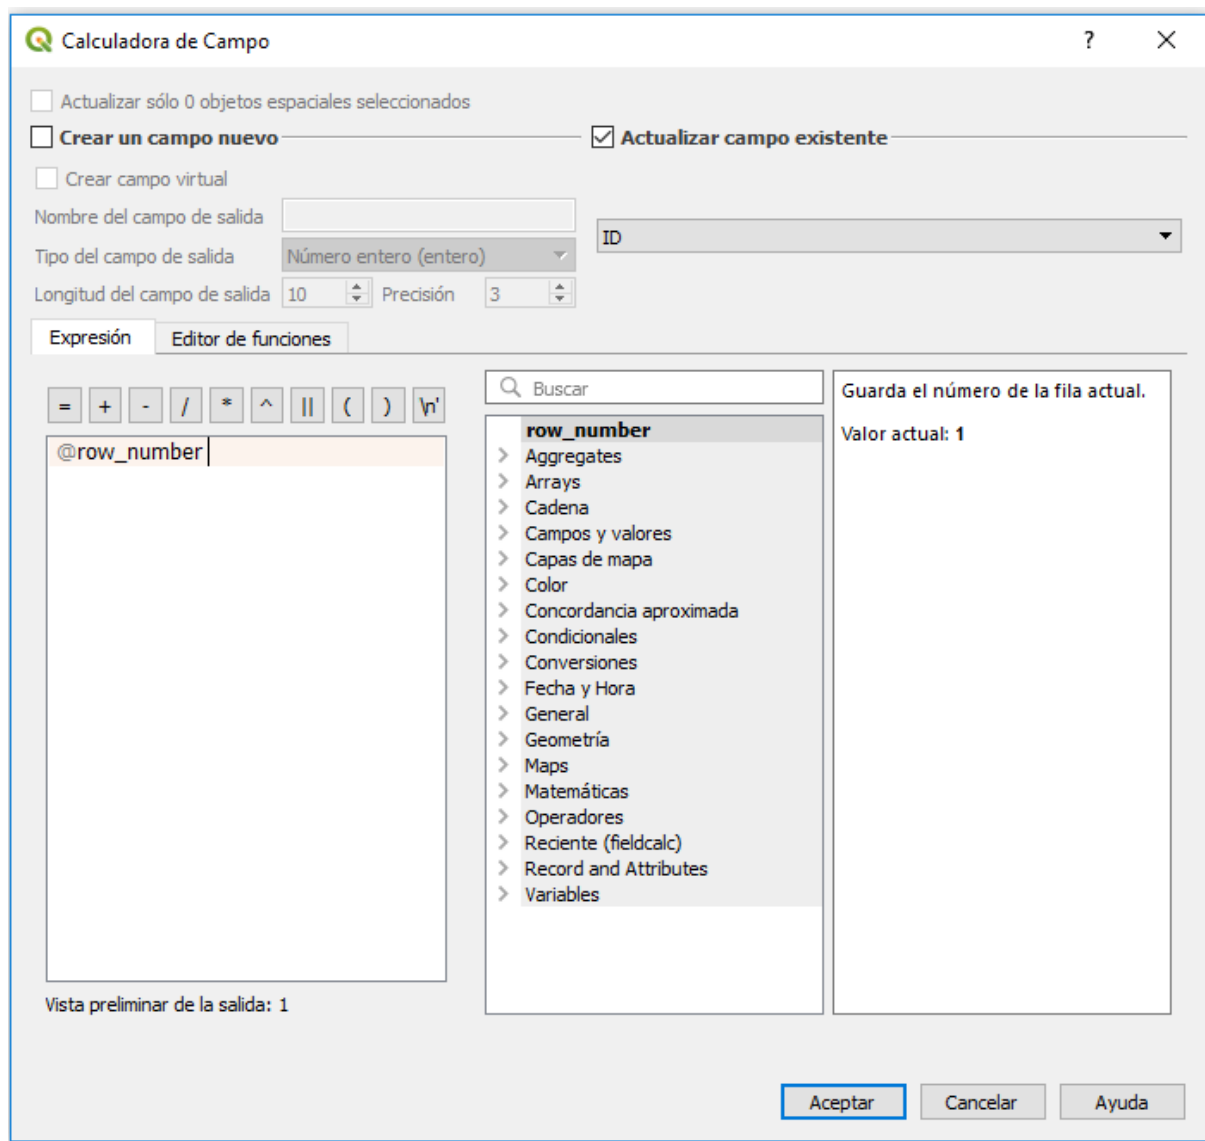 Calculadora de Campo
?
Actualizar sólo 0 objetos espaciales seleccionados
Crear un campo nuevo
Actualizar campo existente
Crear campo virtual
Nombre del campo de salida
ID
Tipo del campo de salida Número entero (entero)
Longitud del campo de salida 10 Precisión 3
Expresión Editor de funciones
= + - / * ^ || ( ) \n'
@row_number
Vista preliminar de la salida: 1
Buscar
row_number
Aggregates
Arrays
Cadena
Campos y valores
Capas de mapa
Color
Concordancia aproximada
Condicionales
Conversiones
Fecha y Hora
General
Geometría
Maps
Matemáticas
Operadores
Reciente (fieldcalc)
Record and Attributes
Variables
Guarda el número de la fila actual.
Valor actual: 1
Aceptar Cancelar Ayuda